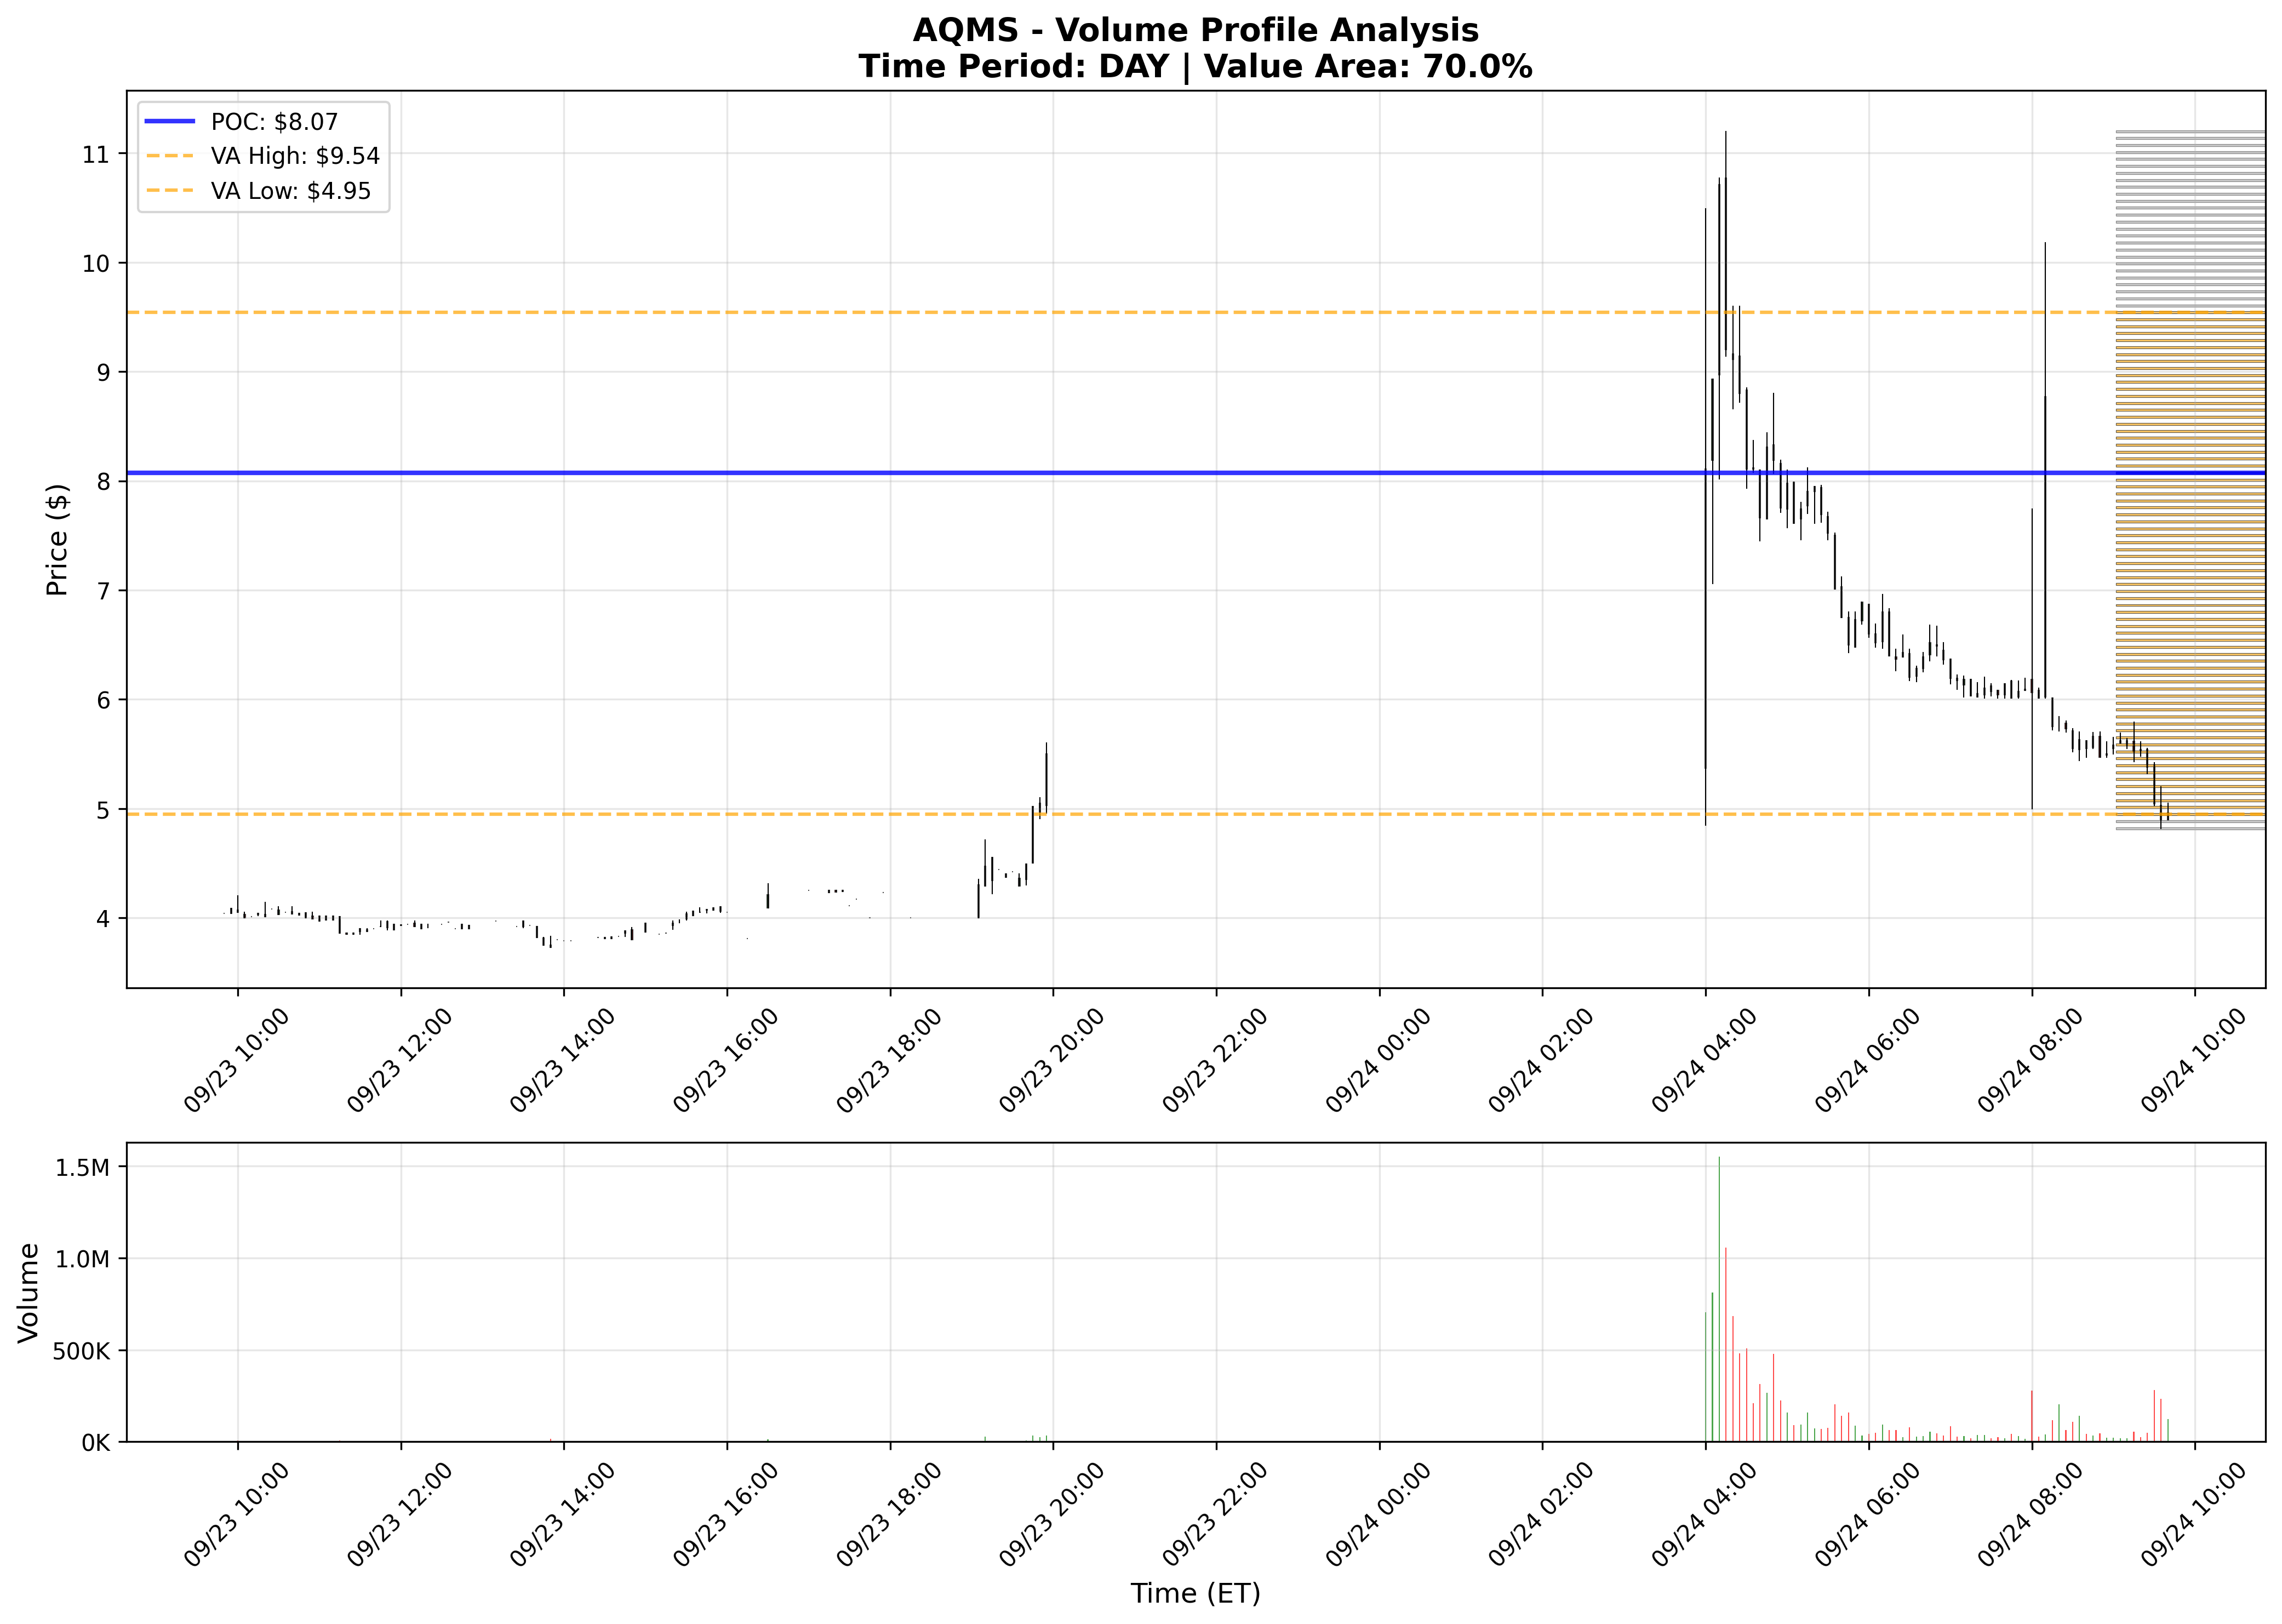 AQMS - Volume Profile Analysis
Time Period: DAY | Value Area: 70.0%
POC: $8.07
VA High: $9.54
VA Low: $4.95
Price ($)
11
10
9
8
7
6
5
4
09/23 10:00
09/23 12:00
09/23 14:00
09/23 16:00
09/23 18:00
09/23 20:00
09/23 22:00
09/24 00:00
09/24 02:00
09/24 04:00
09/24 06:00
09/24 08:00
09/24 10:00
Volume
1.5M
1.0M
500K
0K
09/23 10:00
09/23 12:00
09/23 14:00
09/23 16:00
09/23 18:00
09/23 20:00
09/23 22:00
09/24 00:00
09/24 02:00
09/24 04:00
09/24 06:00
09/24 08:00
09/24 10:00
Time (ET)